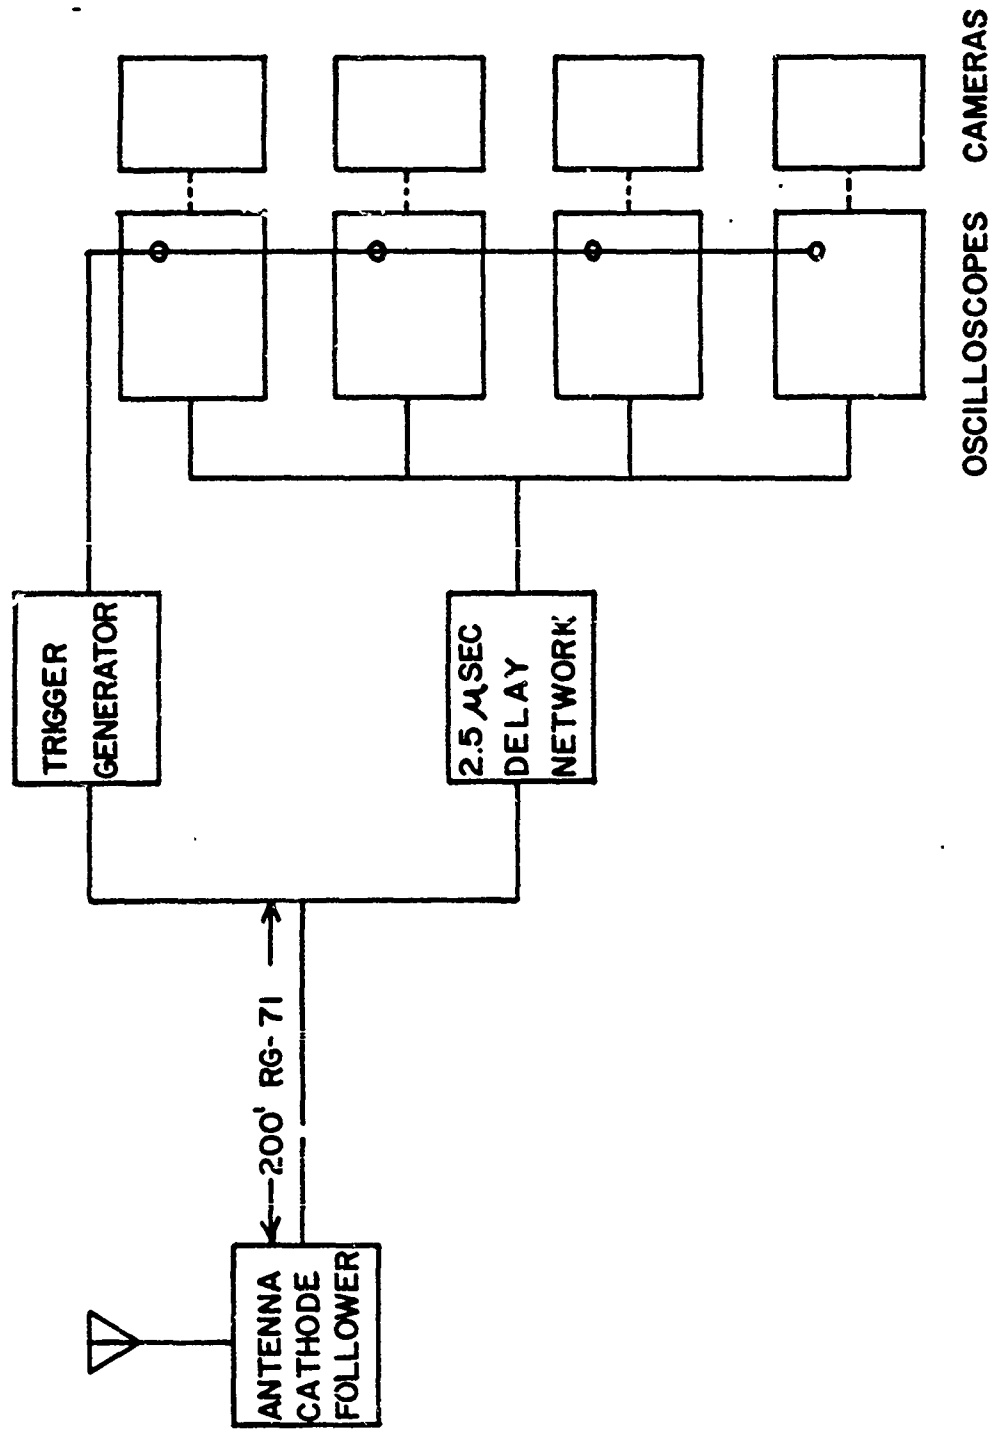 ANTENNA
CATHODE
FOLLOWER
200' RG-71
TRIGGER
GENERATOR
2.5 μSEC
DELAY
NETWORK
OSCILLOSCOPES
CAMERAS